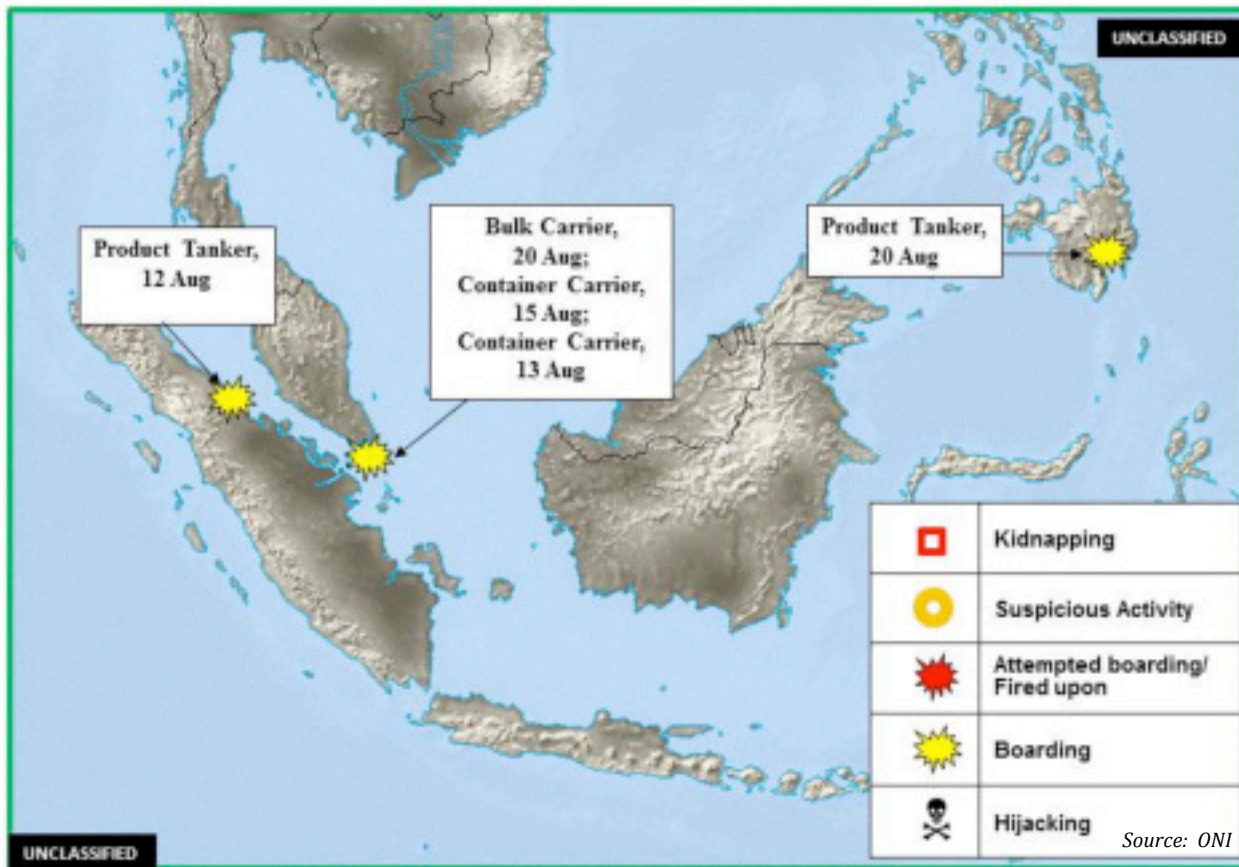 UNCLASSIFIED
Product Tanker,
12 Aug
Bulk Carrier,
20 Aug;
Container Carrier,
15 Aug;
Container Carrier,
13 Aug
Product Tanker,
20 Aug
Kidnapping
Suspicious Activity
Attempted boarding/
Fired upon
Boarding
Hijacking
Source: ONI
UNCLASSIFIED